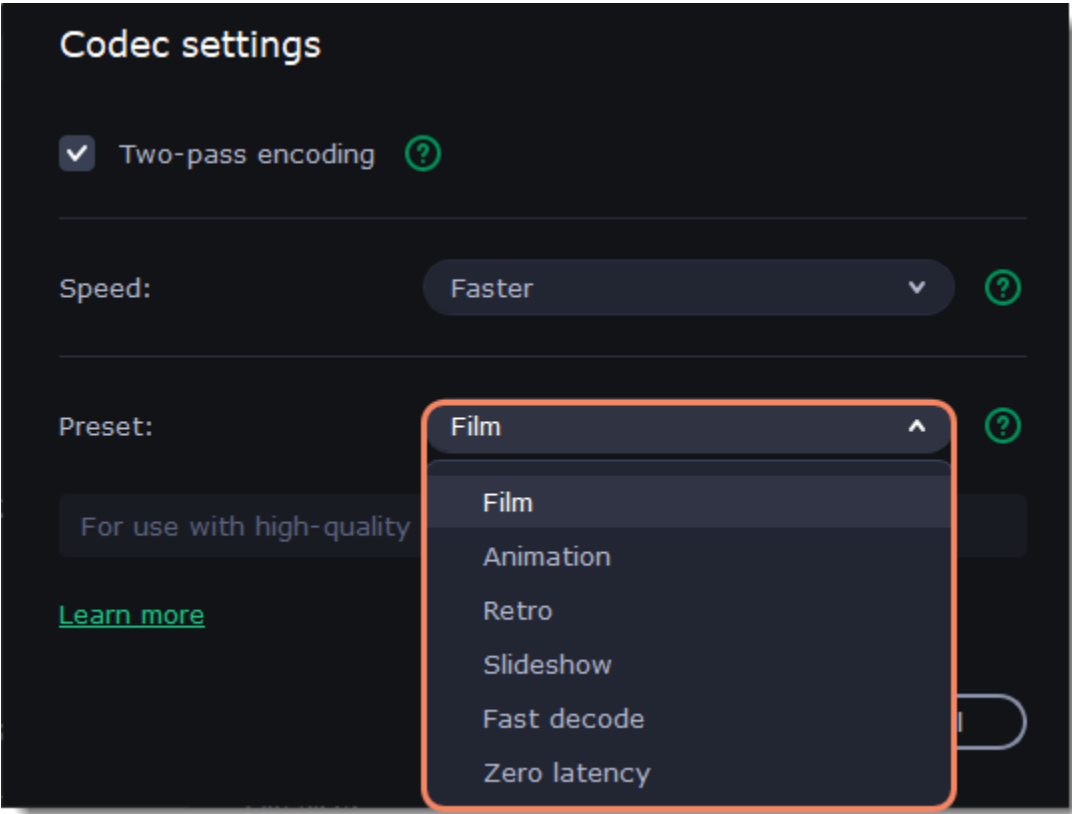 Codec settings
Two-pass encoding ?
Speed: Faster ?
Preset: Film ?
Film
For use with high-quality
Animation
Retro
Learn more
Slideshow
Fast decode
Zero latency